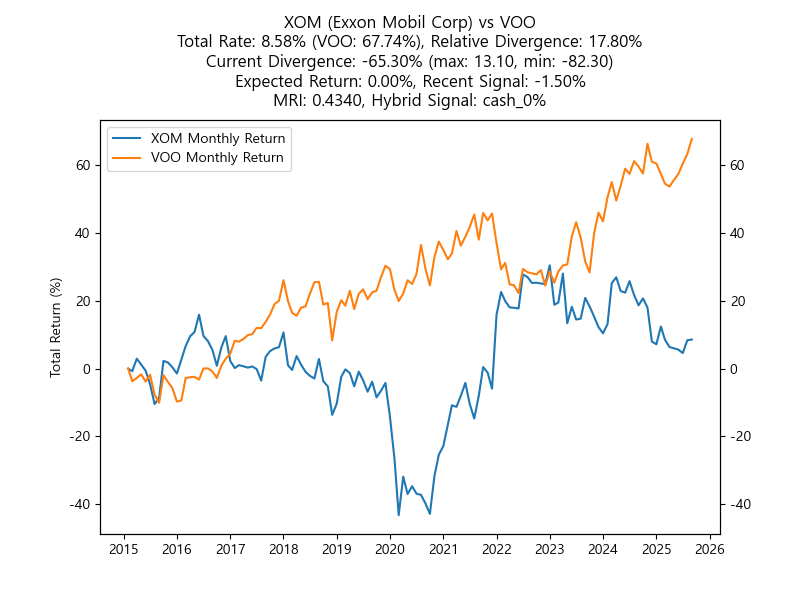 XOM (Exxon Mobil Corp) vs VOO
Total Rate: 8.58% (VOO: 67.74%), Relative Divergence: 17.80%
Current Divergence: -65.30% (max: 13.10, min: -82.30)
Expected Return: 0.00%, Recent Signal: -1.50%
MRI: 0.4340, Hybrid Signal: cash_0%
XOM Monthly Return
VOO Monthly Return
Total Return (%)
60
40
20
0
-20
-40
60
40
20
0
-20
-40
2015 2016 2017 2018 2019 2020 2021 2022 2023 2024 2025 2026